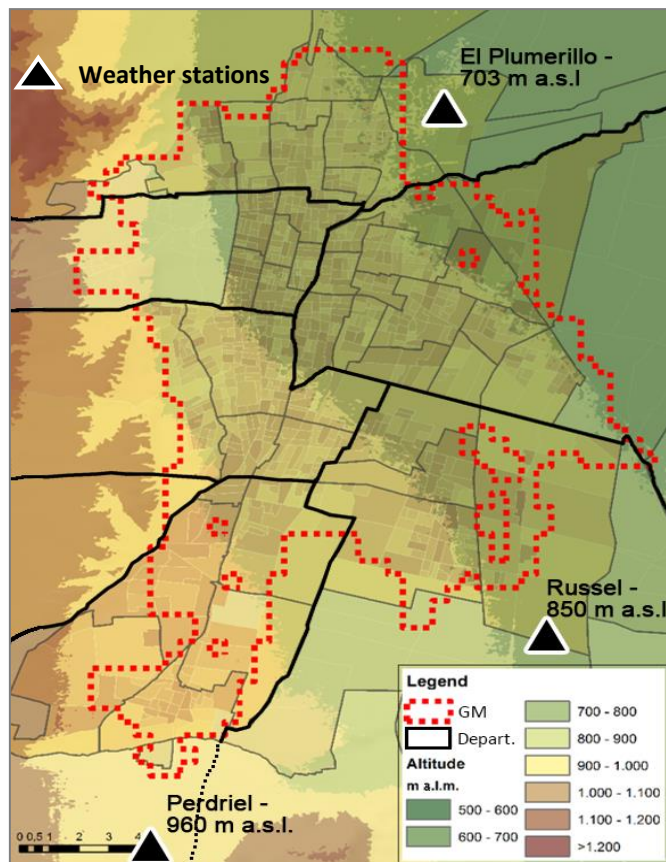 Weather stations
El Plumerillo -
703 m a.s.l
Russel -
850 m a.s.l
Perdriel -
960 m a.s.l.
0 0,5 1 2 3 4
Legend
GM
Depart.
Altitude
m a.l.m.
500 - 600
600 - 700
700 - 800
800 - 900
900 - 1.000
1.000 - 1.100
1.100 - 1.200
>1.200